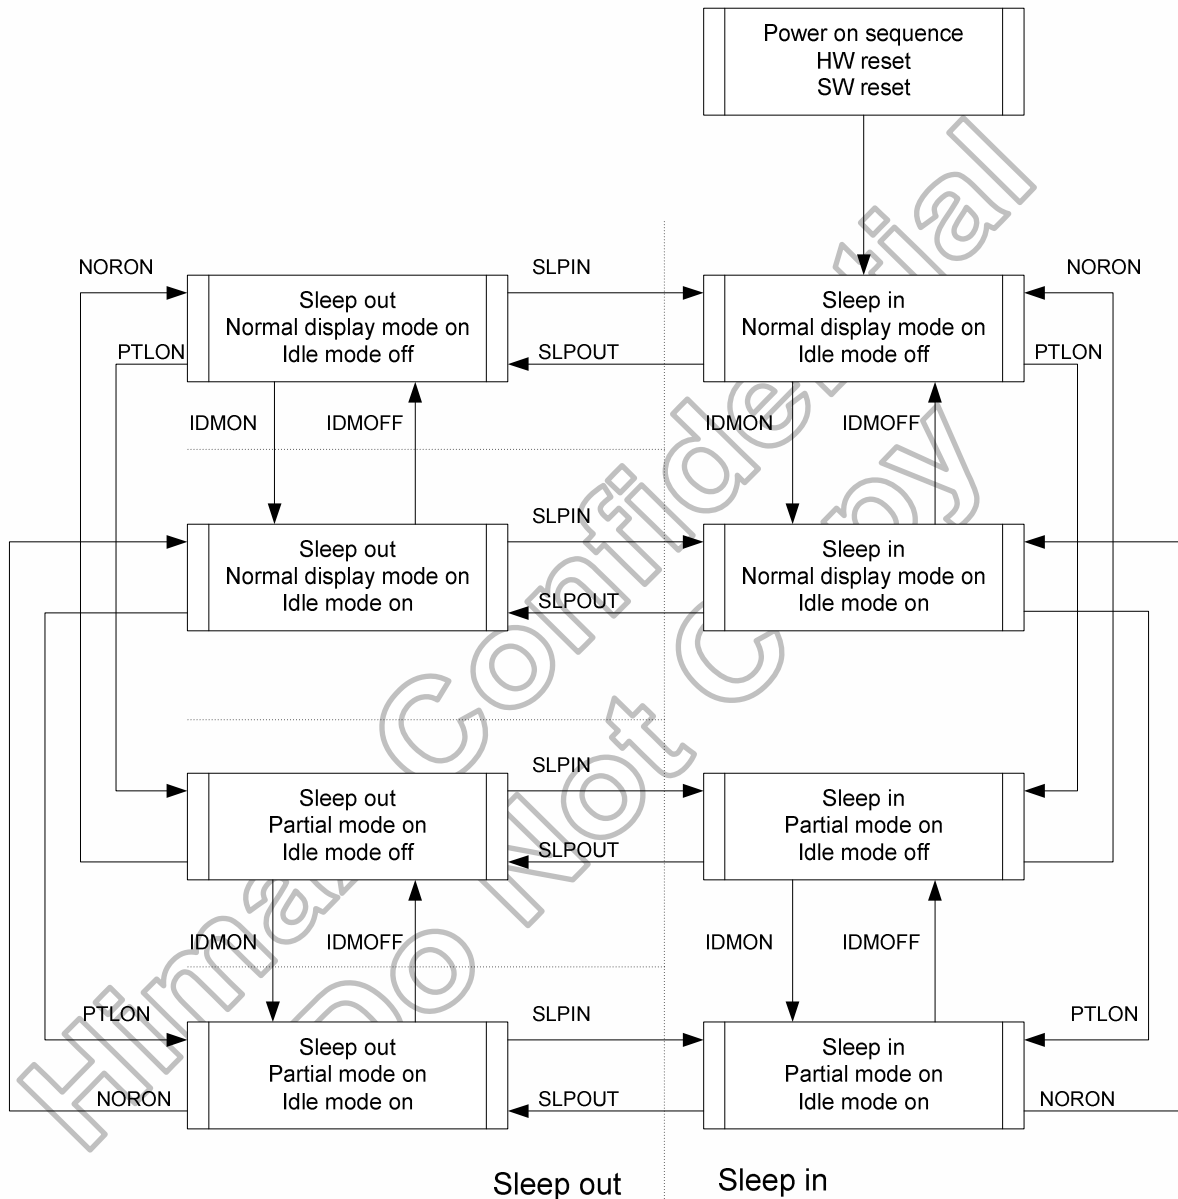 Power on sequence
HW reset
SW reset
NORON
SLPIN
NORON
Sleep out
Normal display mode on
Idle mode off
Sleep in
Normal display mode on
Idle mode off
PTLON
SLPOUT
PTLON
IDMON
IDMOFF
IDMON
IDMOFF
SLPIN
Sleep out
Normal display mode on
Idle mode on
Sleep in
Normal display mode on
Idle mode on
SLPOUT
SLPIN
Sleep out
Partial mode on
Idle mode off
Sleep in
Partial mode on
Idle mode off
SLPOUT
IDMON
IDMOFF
IDMON
IDMOFF
PTLON
SLPIN
PTLON
Sleep out
Partial mode on
Idle mode on
Sleep in
Partial mode on
Idle mode on
NORON
SLPOUT
NORON
Sleep out
Sleep in
Himax Confidential
Do Not Copy